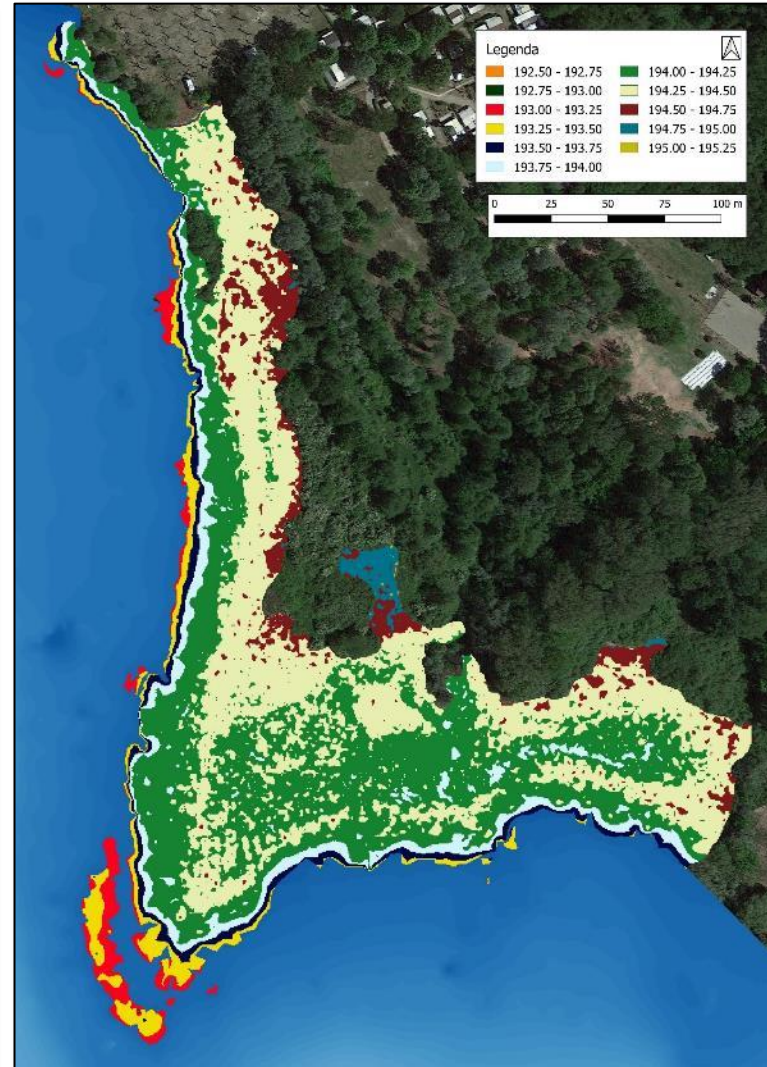 Legenda
192.50 - 192.75
192.75 - 193.00
193.00 - 193.25
193.25 - 193.50
193.50 - 193.75
193.75 - 194.00
194.00 - 194.25
194.25 - 194.50
194.50 - 194.75
194.75 - 195.00
195.00 - 195.25
0 25 50 75 100 m